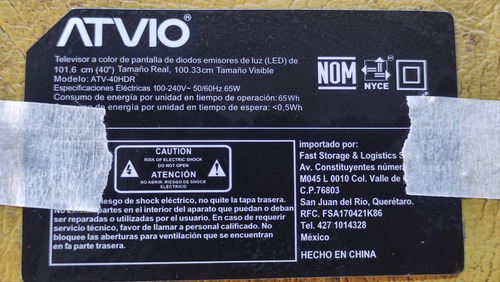 ATVIO®
Televisor a color de pantalla de diodos emisores de luz (LED) de
101.6 cm (40") Tamaño Real, 100.33cm Tamaño Visible
Modelo: ATV-40HDR
Especificaciones Eléctricas 100-240V~ 50/60Hz 65W
Consumo de energía por unidad en tiempo de operación:65Wh
de energía por unidad en tiempo de espera: <0,5Wh
NOM
NYCE
CAUTION
RISK OF ELECTRIC SHOCK
DO NOT OPEN
ATENCIÓN
NO ABRIR. RIESGO DE SHOCK
ELÉCTRICO
importado por:
Fast Storage & Logistics
Av. Constituyentes
M045 L 0010 Col. Valle de
C.P.76803
San Juan del Río, Querétaro.
RFC. FSA170421K86
Tel. 427 1014328
México
HECHO EN CHINA
riesgo de shock eléctrico, no quite la tapa trasera.
No existen partes en el interior del aparato que puedan o deban
ser reparadas o utilizadas por el usuario. En caso de requerir
servicio técnico, favor de llamar a personal calificado. No
bloquee las aberturas para ventilación que se encuentran
en la parte trasera.